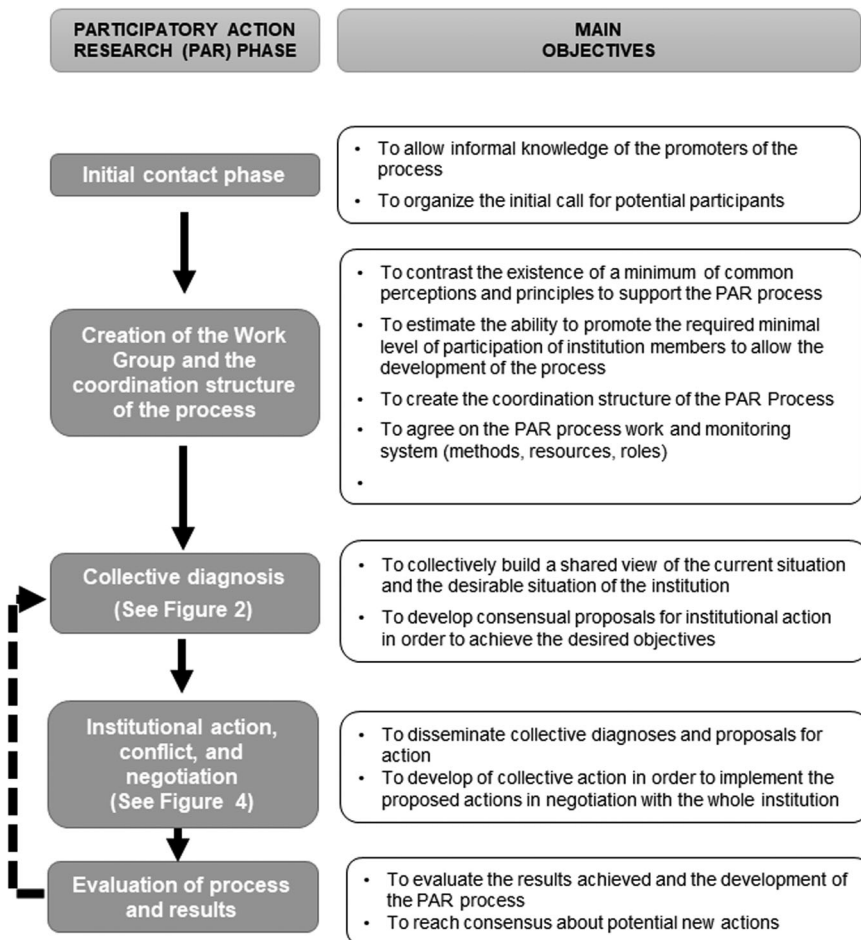 PARTICIPATORY ACTION
RESEARCH (PAR) PHASE
MAIN
OBJECTIVES
Initial contact phase
• To allow informal knowledge of the promoters of the
process
• To organize the initial call for potential participants
Creation of the Work
Group and the
coordination structure
of the process
• To contrast the existence of a minimum of common
perceptions and principles to support the PAR process
• To estimate the ability to promote the required minimal
level of participation of institution members to allow the
development of the process
• To create the coordination structure of the PAR Process
• To agree on the PAR process work and monitoring
system (methods, resources, roles)
•
Collective diagnosis
(See Figure 2)
• To collectively build a shared view of the current situation
and the desirable situation of the institution
• To develop consensual proposals for institutional action
in order to achieve the desired objectives
Institutional action,
conflict, and
negotiation
(See Figure 4)
• To disseminate collective diagnoses and proposals for
action
• To develop of collective action in order to implement the
proposed actions in negotiation with the whole institution
Evaluation of process
and results
• To evaluate the results achieved and the development of
the PAR process
• To reach consensus about potential new actions